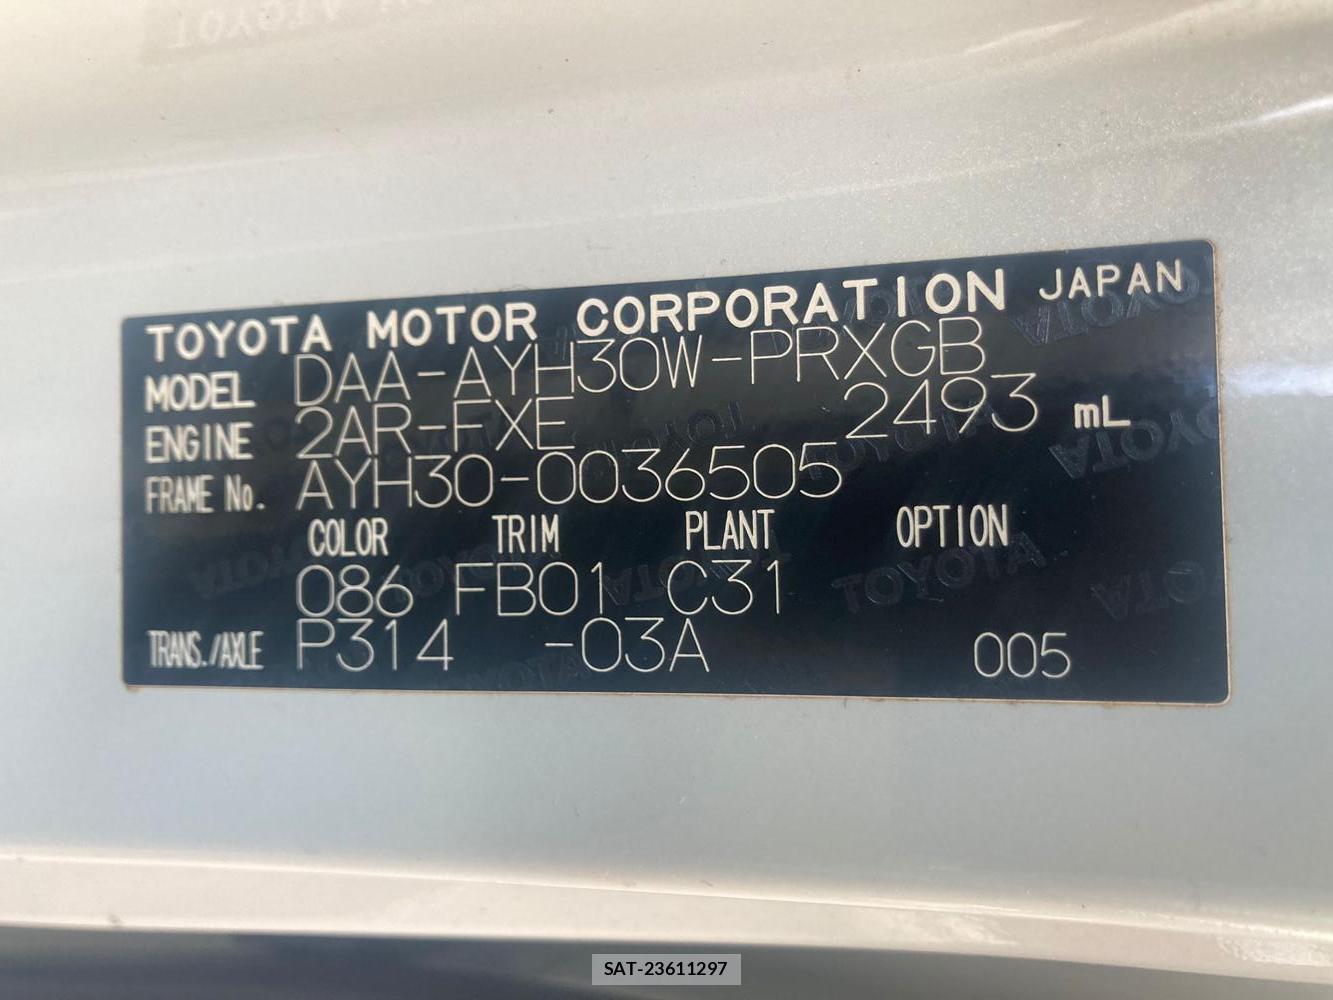 TOYOTA MOTOR CORPORATION JAPAN
MODEL DAA-AYH30W-PRXGB
ENGINE 2AR-FXE 2493 mL
FRAME No. AYH30-0036505
COLOR TRIM PLANT OPTION
086 FB01 C31
TRANS./AXLE P314 -03A 005
SAT-23611297